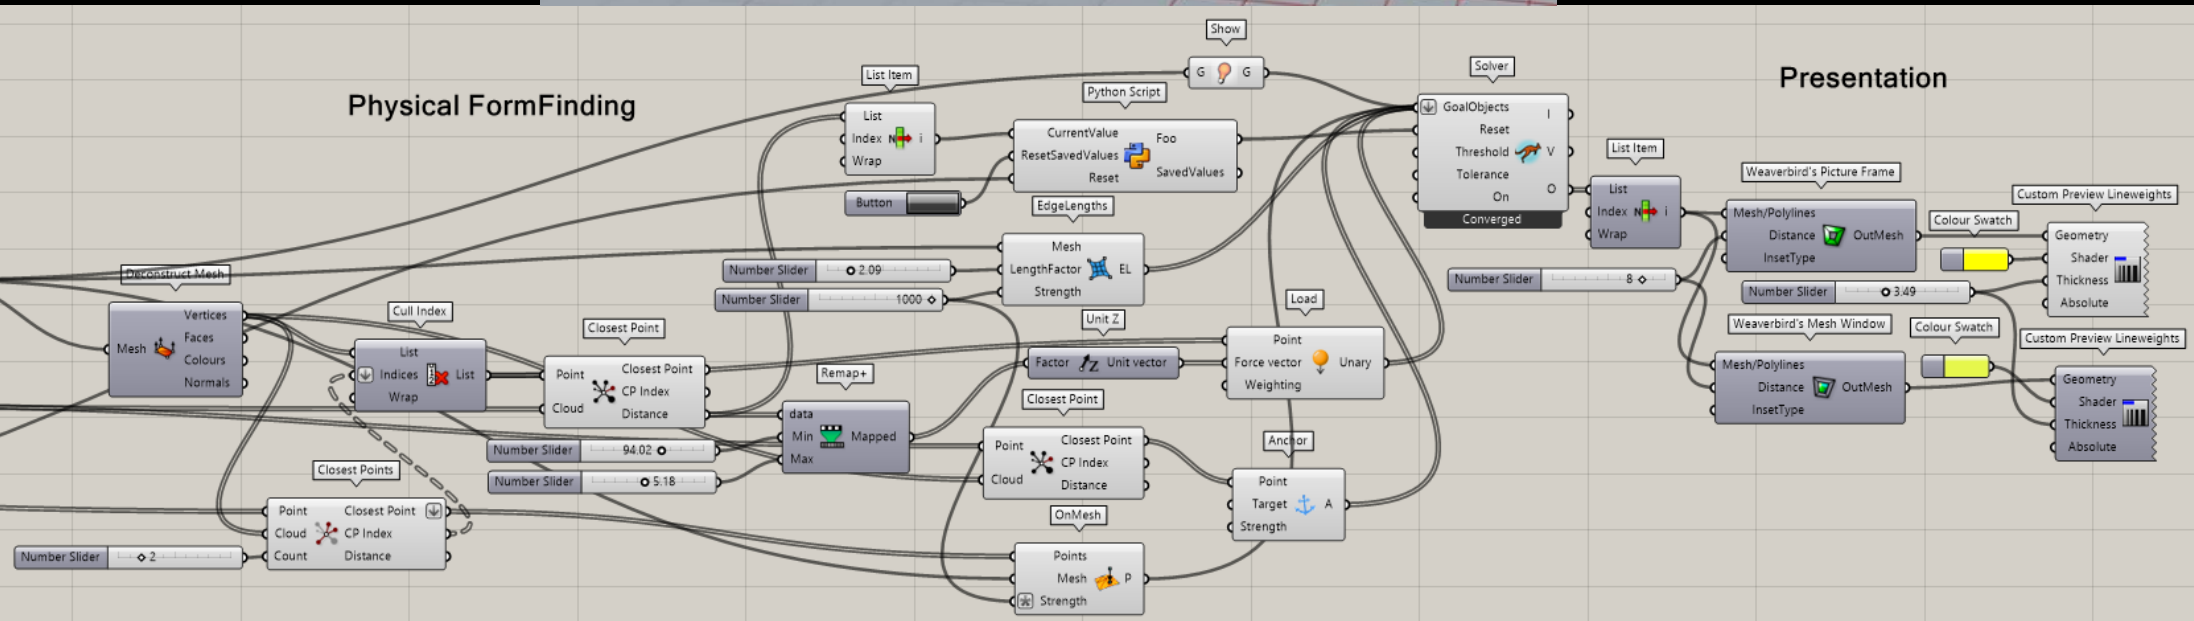 Physical FormFinding
Presentation
Show
G G
List Item
List
Index i
Wrap
Python Script
CurrentValue
ResetSavedValues
Reset
Foo
SavedValues
Button
Solver
GoalObjects
Reset
Threshold
Tolerance
On
I
V
O
Converged
EdgeLengths
Mesh
LengthFactor
Strength
EL
Number Slider 2.09
Number Slider 1000
Deconstruct Mesh
Mesh
Vertices
Faces
Colours
Normals
Cull Index
List
Indices
Wrap
List
Closest Point
Point
Cloud
Closest Point
CP Index
Distance
Remap+
data
Min
Max
Mapped
Number Slider 94.02
Number Slider 5.18
Unit Z
Factor Unit vector
Load
Point
Force vector
Weighting
Unary
Closest Point
Point
Cloud
Closest Point
CP Index
Distance
Anchor
Point
Target
Strength
A
OnMesh
Points
Mesh
Strength
P
Closest Points
Point
Cloud
Count
Closest Point
CP Index
Distance
Number Slider 2
List Item
List
Index i
Wrap
Number Slider 8
Weaverbird's Picture Frame
Mesh/Polylines
Distance
InsetType
OutMesh
Colour Swatch
Custom Preview Lineweights
Geometry
Shader
Thickness
Absolute
Number Slider 3.49
Weaverbird's Mesh Window
Mesh/Polylines
Distance
InsetType
OutMesh
Colour Swatch
Custom Preview Lineweights
Geometry
Shader
Thickness
Absolute